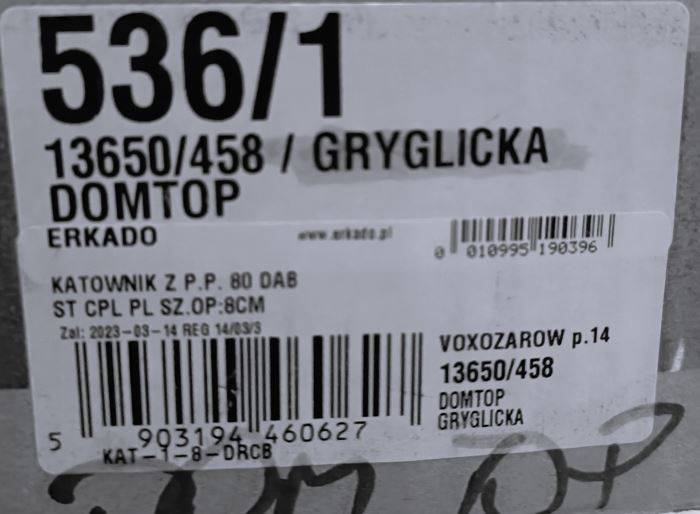 536/1
13650/458 / GRYGLICKA
DOMTOP
ERKADO www.erkado.pl
0 010995 190396
KATOWNIK Z P.P. 80 DAB
ST CPL PL SZ.OP:8CM
Zal: 2023-03-14 REG 14/03/3
VOXOZAROW p.14
13650/458
DOMTOP
GRYGLICKA
5 903194 460627
KAT-1-8-DRCB